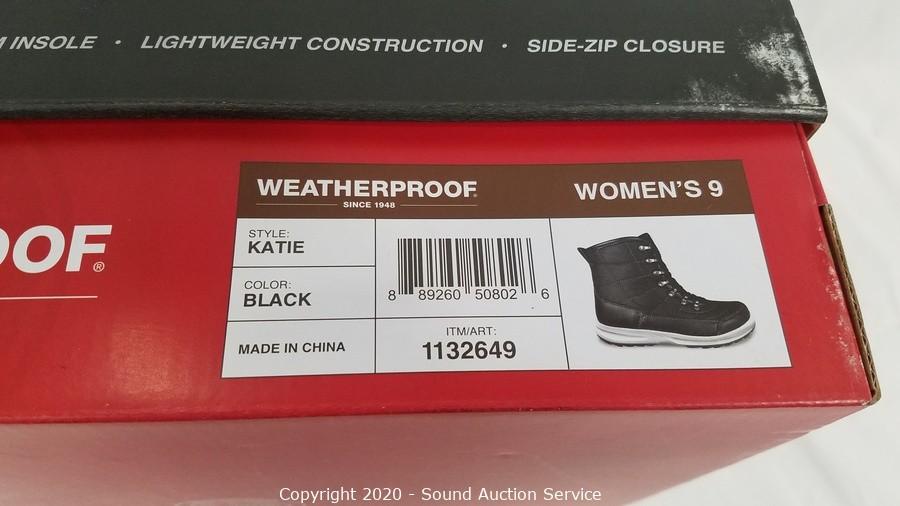 INSOLE • LIGHTWEIGHT CONSTRUCTION • SIDE-ZIP CLOSURE
OOF®
WEATHERPROOF®
SINCE 1948
WOMEN'S 9
STYLE:
KATIE
COLOR:
BLACK
MADE IN CHINA
8 89260 50802 6
ITM/ART:
1132649
Copyright 2020 - Sound Auction Service